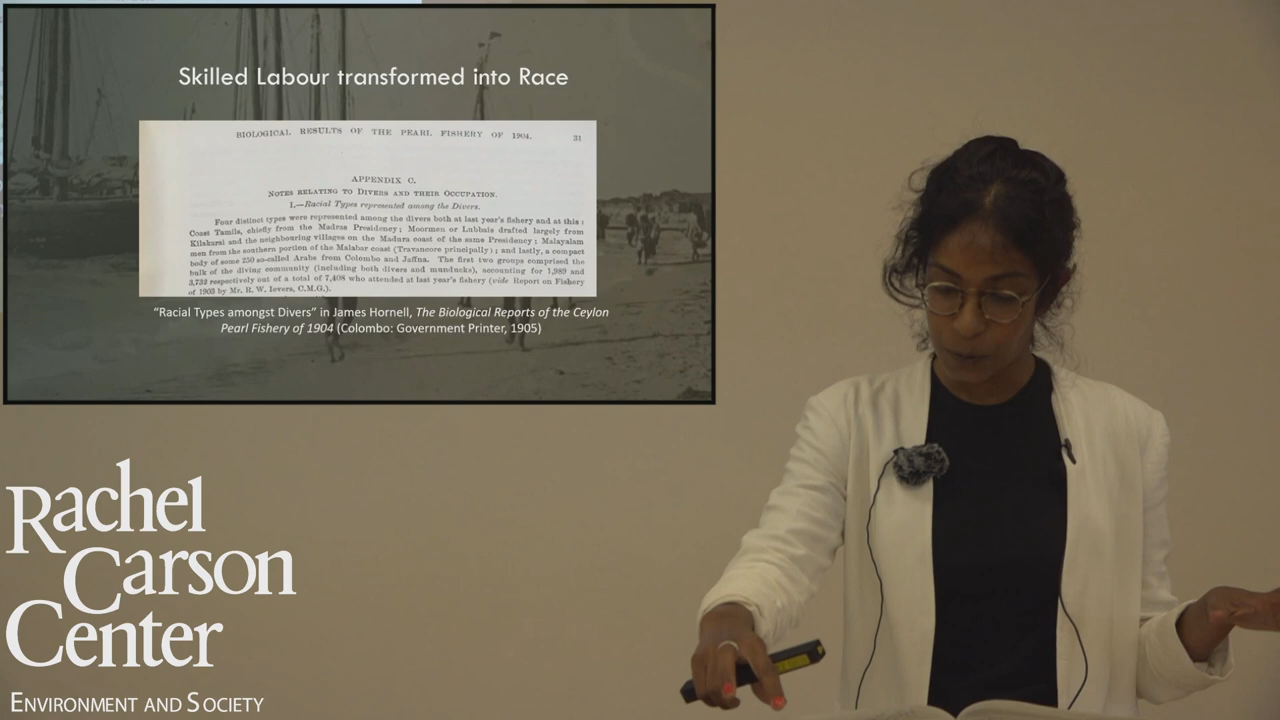 Skilled Labour transformed into Race
BIOLOGICAL RESULTS OF THE PEARL FISHERY OF 1904. 31
APPENDIX C.
NOTES RELATING TO DIVERS AND THEIR OCCUPATION.
I.—Racial Types represented among the Divers.
Four distinct types were represented among the divers both at last year's fishery and at this :
Coast Tamils, chiefly from the Madras Presidency ; Moormen or Lubbais drafted largely from
Kilakarai and the neighbouring villages on the Madura coast of the same Presidency ; Malayalam
men from the southern portion of the Malabar coast (Travancore principally) ; and lastly, a compact
body of some 250 so-called Arabs from Colombo and Jaffna. The first two groups comprised the
bulk of the diving community (including both divers and munducks), accounting for 1,989 and
3,732 respectively out of a total of 7,408 who attended at last year's fishery (vide Report on Fishery
of 1903 by Mr. R. W. Ievers, C.M.G.).
“Racial Types amongst Divers” in James Hornell, The Biological Reports of the Ceylon
Pearl Fishery of 1904 (Colombo: Government Printer, 1905)
Rachel
Carson
Center
ENVIRONMENT AND SOCIETY